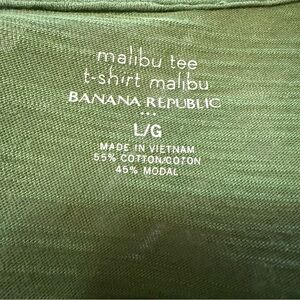 malibu tee
t-shirt malibu
BANANA REPUBLIC
L/G
MADE IN VIETNAM
55% COTTON/COTON
45% MODAL